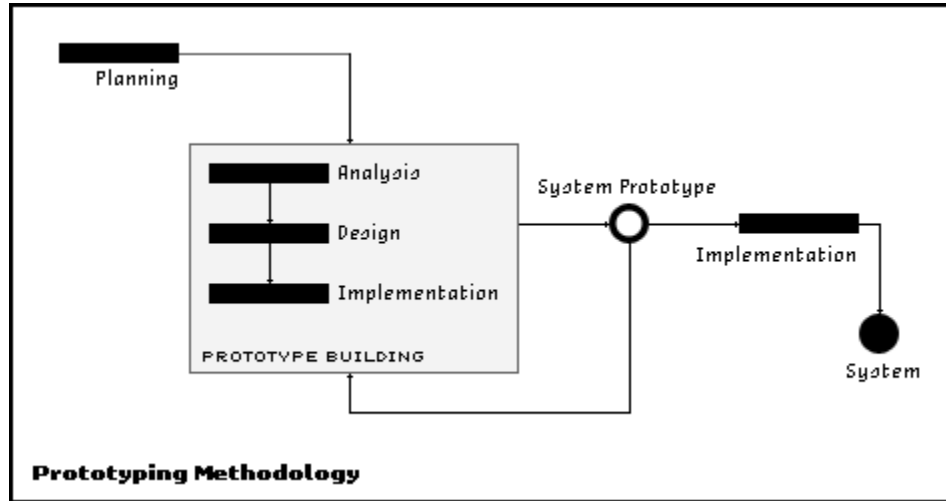 Planning
Analysis
Design
Implementation
PROTOTYPE BUILDING
System Prototype
Implementation
System
Prototyping Methodology